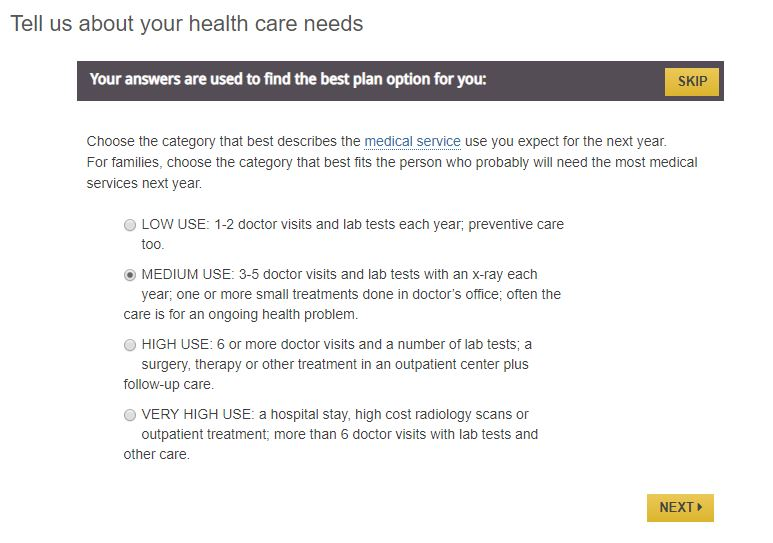 Tell us about your health care needs
Your answers are used to find the best plan option for you:
SKIP
Choose the category that best describes the medical service use you expect for the next year.
For families, choose the category that best fits the person who probably will need the most medical
services next year.
LOW USE: 1-2 doctor visits and lab tests each year; preventive care
too.
MEDIUM USE: 3-5 doctor visits and lab tests with an x-ray each
year; one or more small treatments done in doctor's office; often the
care is for an ongoing health problem.
HIGH USE: 6 or more doctor visits and a number of lab tests; a
surgery, therapy or other treatment in an outpatient center plus
follow-up care.
VERY HIGH USE: a hospital stay, high cost radiology scans or
outpatient treatment; more than 6 doctor visits with lab tests and
other care.
NEXT